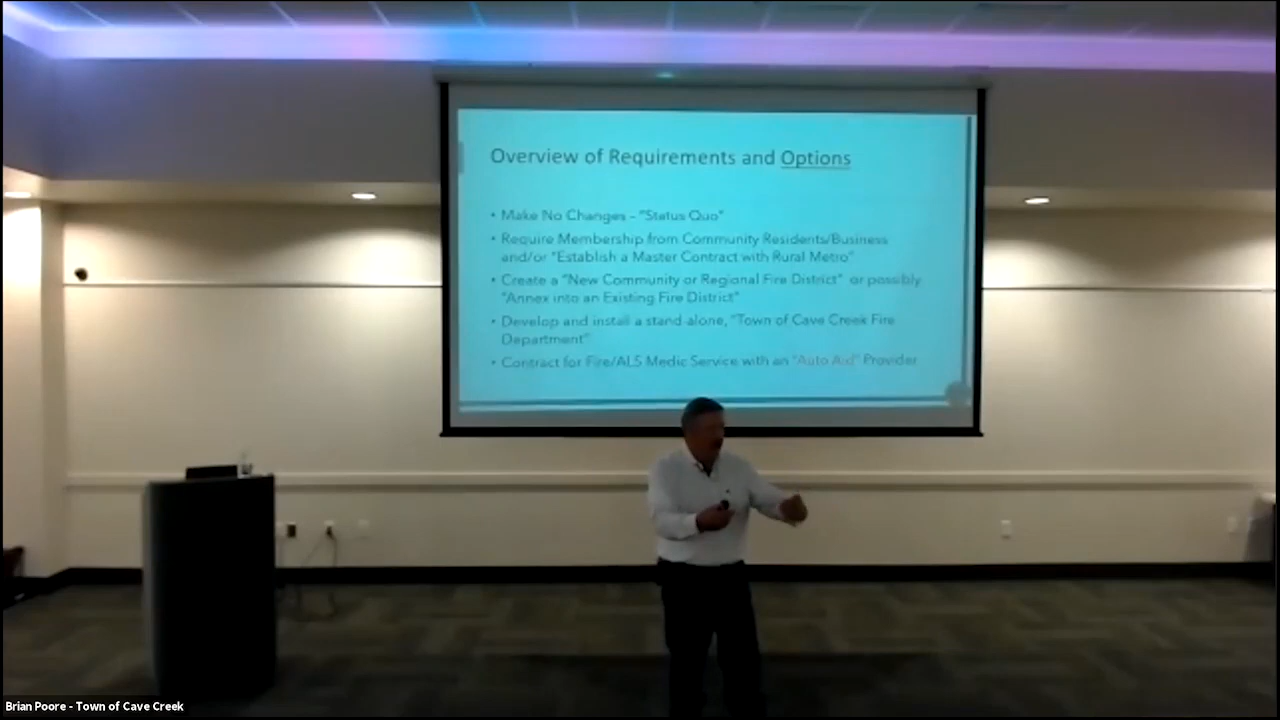 Overview of Requirements and Options
• Make No Changes - "Status Quo"
• Require Membership from Community Residents/Business
and/or "Establish a Master Contract with Rural Metro"
• Create a "New Community or Regional Fire District" or possibly
"Annex into an Existing Fire District"
• Develop and install a stand-alone, "Town of Cave Creek Fire
Department"
• Contract for Fire/ALS Medic Service with an "Auto Aid" Provider
Brian Poore - Town of Cave Creek